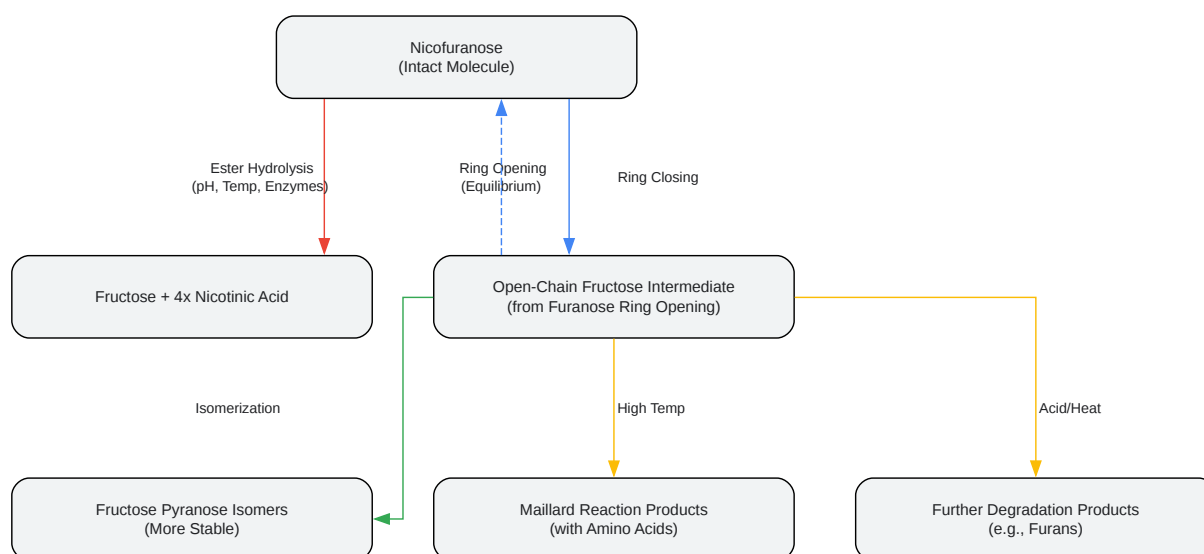 Nicofuranose
(Intact Molecule)
Ester Hydrolysis
(pH, Temp, Enzymes)
Ring Opening
(Equilibrium)
Ring Closing
Fructose + 4x Nicotinic Acid
Open-Chain Fructose Intermediate
(from Furanose Ring Opening)
Isomerization
High Temp
Acid/Heat
Fructose Pyranose Isomers
(More Stable)
Maillard Reaction Products
(with Amino Acids)
Further Degradation Products
(e.g., Furans)